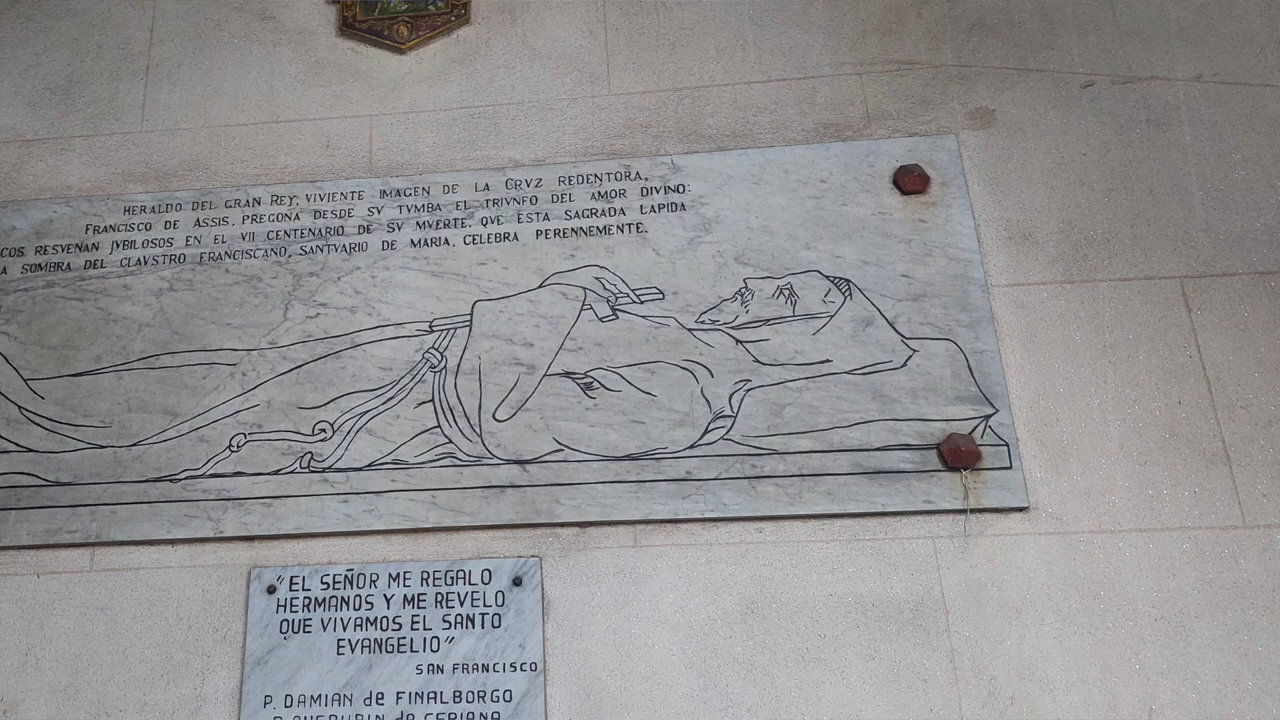 HERALDO DEL GRAN REY, VIVIENTE IMAGEN DE LA CRVZ REDENTORA,
FRANCISCO DE ASSIS, PREGONA DESDE SV TVMBA EL TRIVNFO DEL AMOR DIVINO:
COS RESVENAN JVBILOSOS EN EL VII CENTENARIO DE SV MVERTE, QVE ESTA SAGRADA LAPIDA
A SOMBRA DEL CLAVSTRO FRANCISCANO, SANTVARIO DE MARIA, CELEBRA PERENNEMENTE.
"EL SEÑOR ME REGALO
HERMANOS Y ME REVELO
QUE VIVAMOS EL SANTO
EVANGELIO"
SAN FRANCISCO
P. DAMIAN de FINALBORGO
de CERIANA